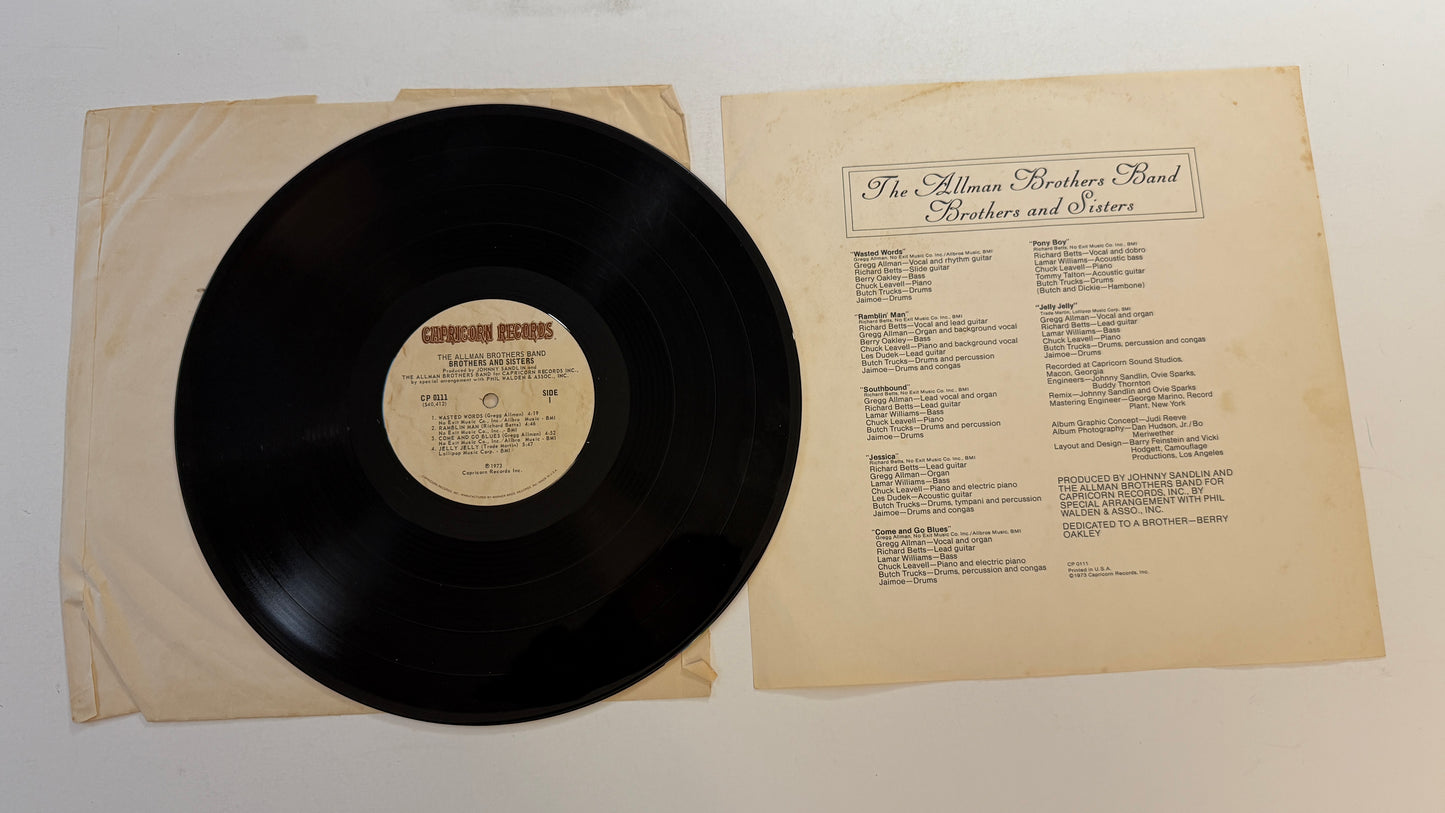 CAPRICORN RECORDS
THE ALLMAN BROTHERS BAND
BROTHERS AND SISTERS
Produced by JOHNNY SANDLIN and
THE ALLMAN BROTHERS BAND for CAPRICORN RECORDS INC.,
by special arrangement with PHIL WALDEN & ASSOC., INC.
CP 0111
(S40,412)
SIDE
1
1. WASTED WORDS (Gregg Allman) 4:19
No Exit Music Co., Inc./Allbro. Music - BMI
2. RAMBLIN MAN (Richard Betts) 4:46
No Exit Music Co., Inc. - BMI
3. COME AND GO BLUES (Gregg Allman) 4:52
No Exit Music Co., Inc./Allbro. Music - BMI
4. JELLY JELLY (Trade Martin) 5:47
Lollipop Music Corp. - BMI
℗1973
Capricorn Records Inc.
The Allman Brothers Band
Brothers and Sisters
"Wasted Words"
Gregg Allman, No Exit Music Co. Inc./Allbros Music, BMI
Gregg Allman—Vocal and rhythm guitar
Richard Betts—Slide guitar
Berry Oakley—Bass
Chuck Leavell—Piano
Butch Trucks—Drums
Jaimoe—Drums
"Ramblin' Man"
Richard Betts, No Exit Music Co. Inc., BMI
Richard Betts—Vocal and lead guitar
Gregg Allman—Organ and background vocal
Berry Oakley—Bass
Chuck Leavell—Piano and background vocal
Les Dudek—Lead guitar
Butch Trucks—Drums and percussion
Jaimoe—Drums and congas
"Southbound"
Richard Betts, No Exit Music Co. Inc., BMI
Gregg Allman—Lead vocal and organ
Richard Betts—Lead guitar
Lamar Williams—Bass
Chuck Leavell—Piano
Butch Trucks—Drums and percussion
Jaimoe—Drums
"Jessica"
Richard Betts, No Exit Music Co. Inc., BMI
Richard Betts—Lead guitar
Gregg Allman—Organ
Lamar Williams—Bass
Chuck Leavell—Piano and electric piano
Les Dudek—Acoustic guitar
Butch Trucks—Drums, tympani and percussion
Jaimoe—Drums and congas
"Come and Go Blues"
Gregg Allman, No Exit Music Co. Inc./Allbros Music, BMI
Gregg Allman—Vocal and organ
Richard Betts—Lead guitar
Lamar Williams—Bass
Chuck Leavell—Piano and electric piano
Butch Trucks—Drums, percussion and congas
Jaimoe—Drums
"Pony Boy"
Richard Betts, No Exit Music Co. Inc., BMI
Richard Betts—Vocal and dobro
Lamar Williams—Acoustic bass
Chuck Leavell—Piano
Tommy Talton—Acoustic guitar
Butch Trucks—Drums
(Butch and Dickie—Hambone)
"Jelly Jelly"
Trade Martin, Lollipop Music Corp. BMI
Gregg Allman—Vocal and organ
Richard Betts—Lead guitar
Lamar Williams—Bass
Chuck Leavell—Piano
Butch Trucks—Drums, percussion and congas
Jaimoe—Drums
Recorded at Capricorn Sound Studios,
Macon, Georgia
Engineers—Johnny Sandlin, Ovie Sparks,
Buddy Thornton
Remix—Johnny Sandlin and Ovie Sparks
Mastering Engineer—George Marino, Record
Plant, New York
Album Graphic Concept—Judi Reeve
Album Photography—Dan Hudson, Jr./Bo
Meriwether
Layout and Design—Barry Feinstein and Vicki
Hodgett, Camouflage
Productions, Los Angeles
PRODUCED BY JOHNNY SANDLIN AND
THE ALLMAN BROTHERS BAND FOR
CAPRICORN RECORDS, INC., BY
SPECIAL ARRANGEMENT WITH PHIL
WALDEN & ASSO., INC.
DEDICATED TO A BROTHER—BERRY
OAKLEY
CP 0111
Printed in U.S.A.
©1973 Capricorn Records, Inc.